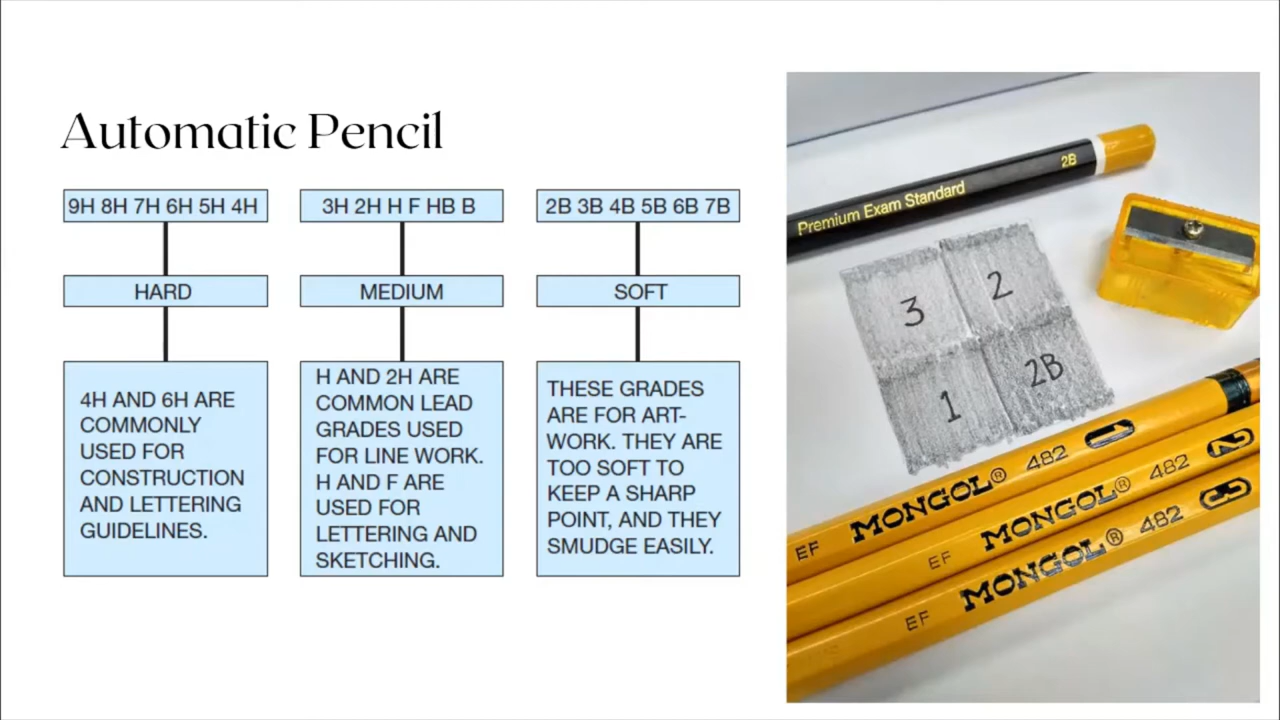 Automatic Pencil
9H 8H 7H 6H 5H 4H
HARD
4H AND 6H ARE
COMMONLY
USED FOR
CONSTRUCTION
AND LETTERING
GUIDELINES.
3H 2H H F HB B
MEDIUM
H AND 2H ARE
COMMON LEAD
GRADES USED
FOR LINE WORK.
H AND F ARE
USED FOR
LETTERING AND
SKETCHING.
2B 3B 4B 5B 6B 7B
SOFT
THESE GRADES
ARE FOR ART-
WORK. THEY ARE
TOO SOFT TO
KEEP A SHARP
POINT, AND THEY
SMUDGE EASILY.
Premium Exam Standard 2B
3 2
1 2B
EF MONGOL® 482 1
EF MONGOL® 482 2
EF MONGOL® 482 3